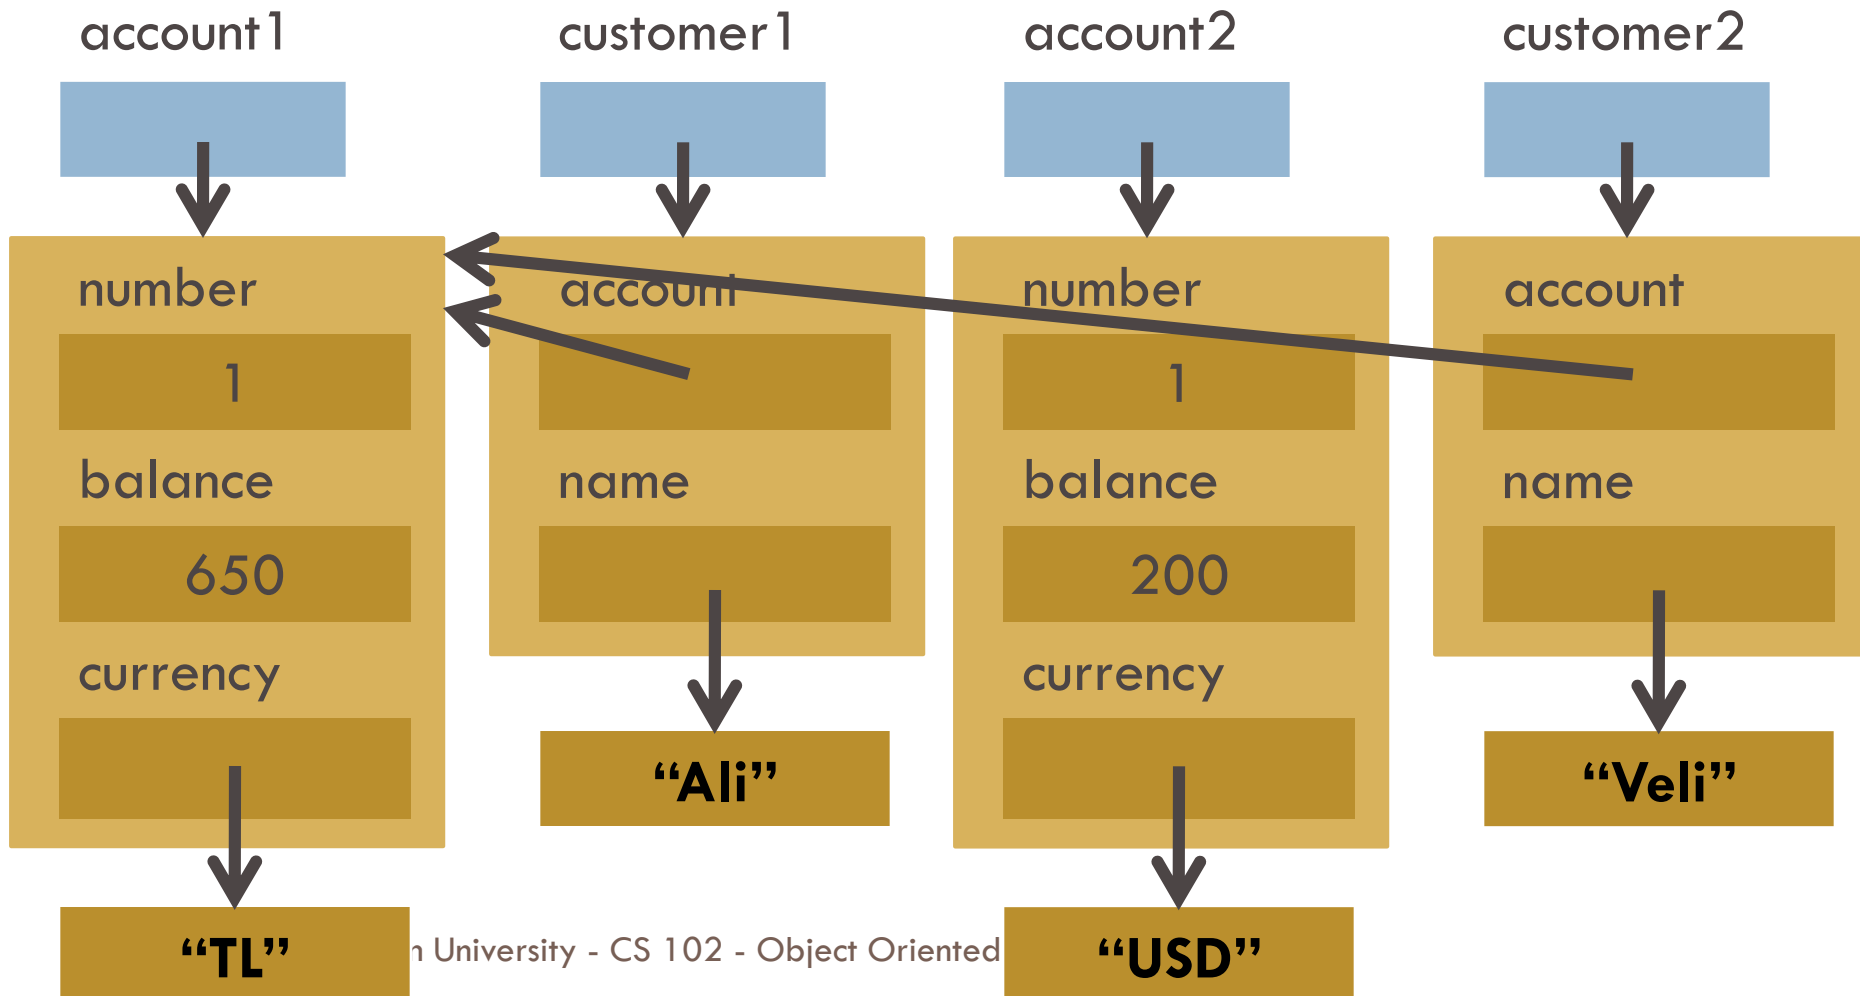 account1 customer1 account2 customer2
number account number account
1 1
balance name balance name
650 200
currency currency
“Ali” “Veli”
“TL” University - CS 102 - Object Oriented “USD”